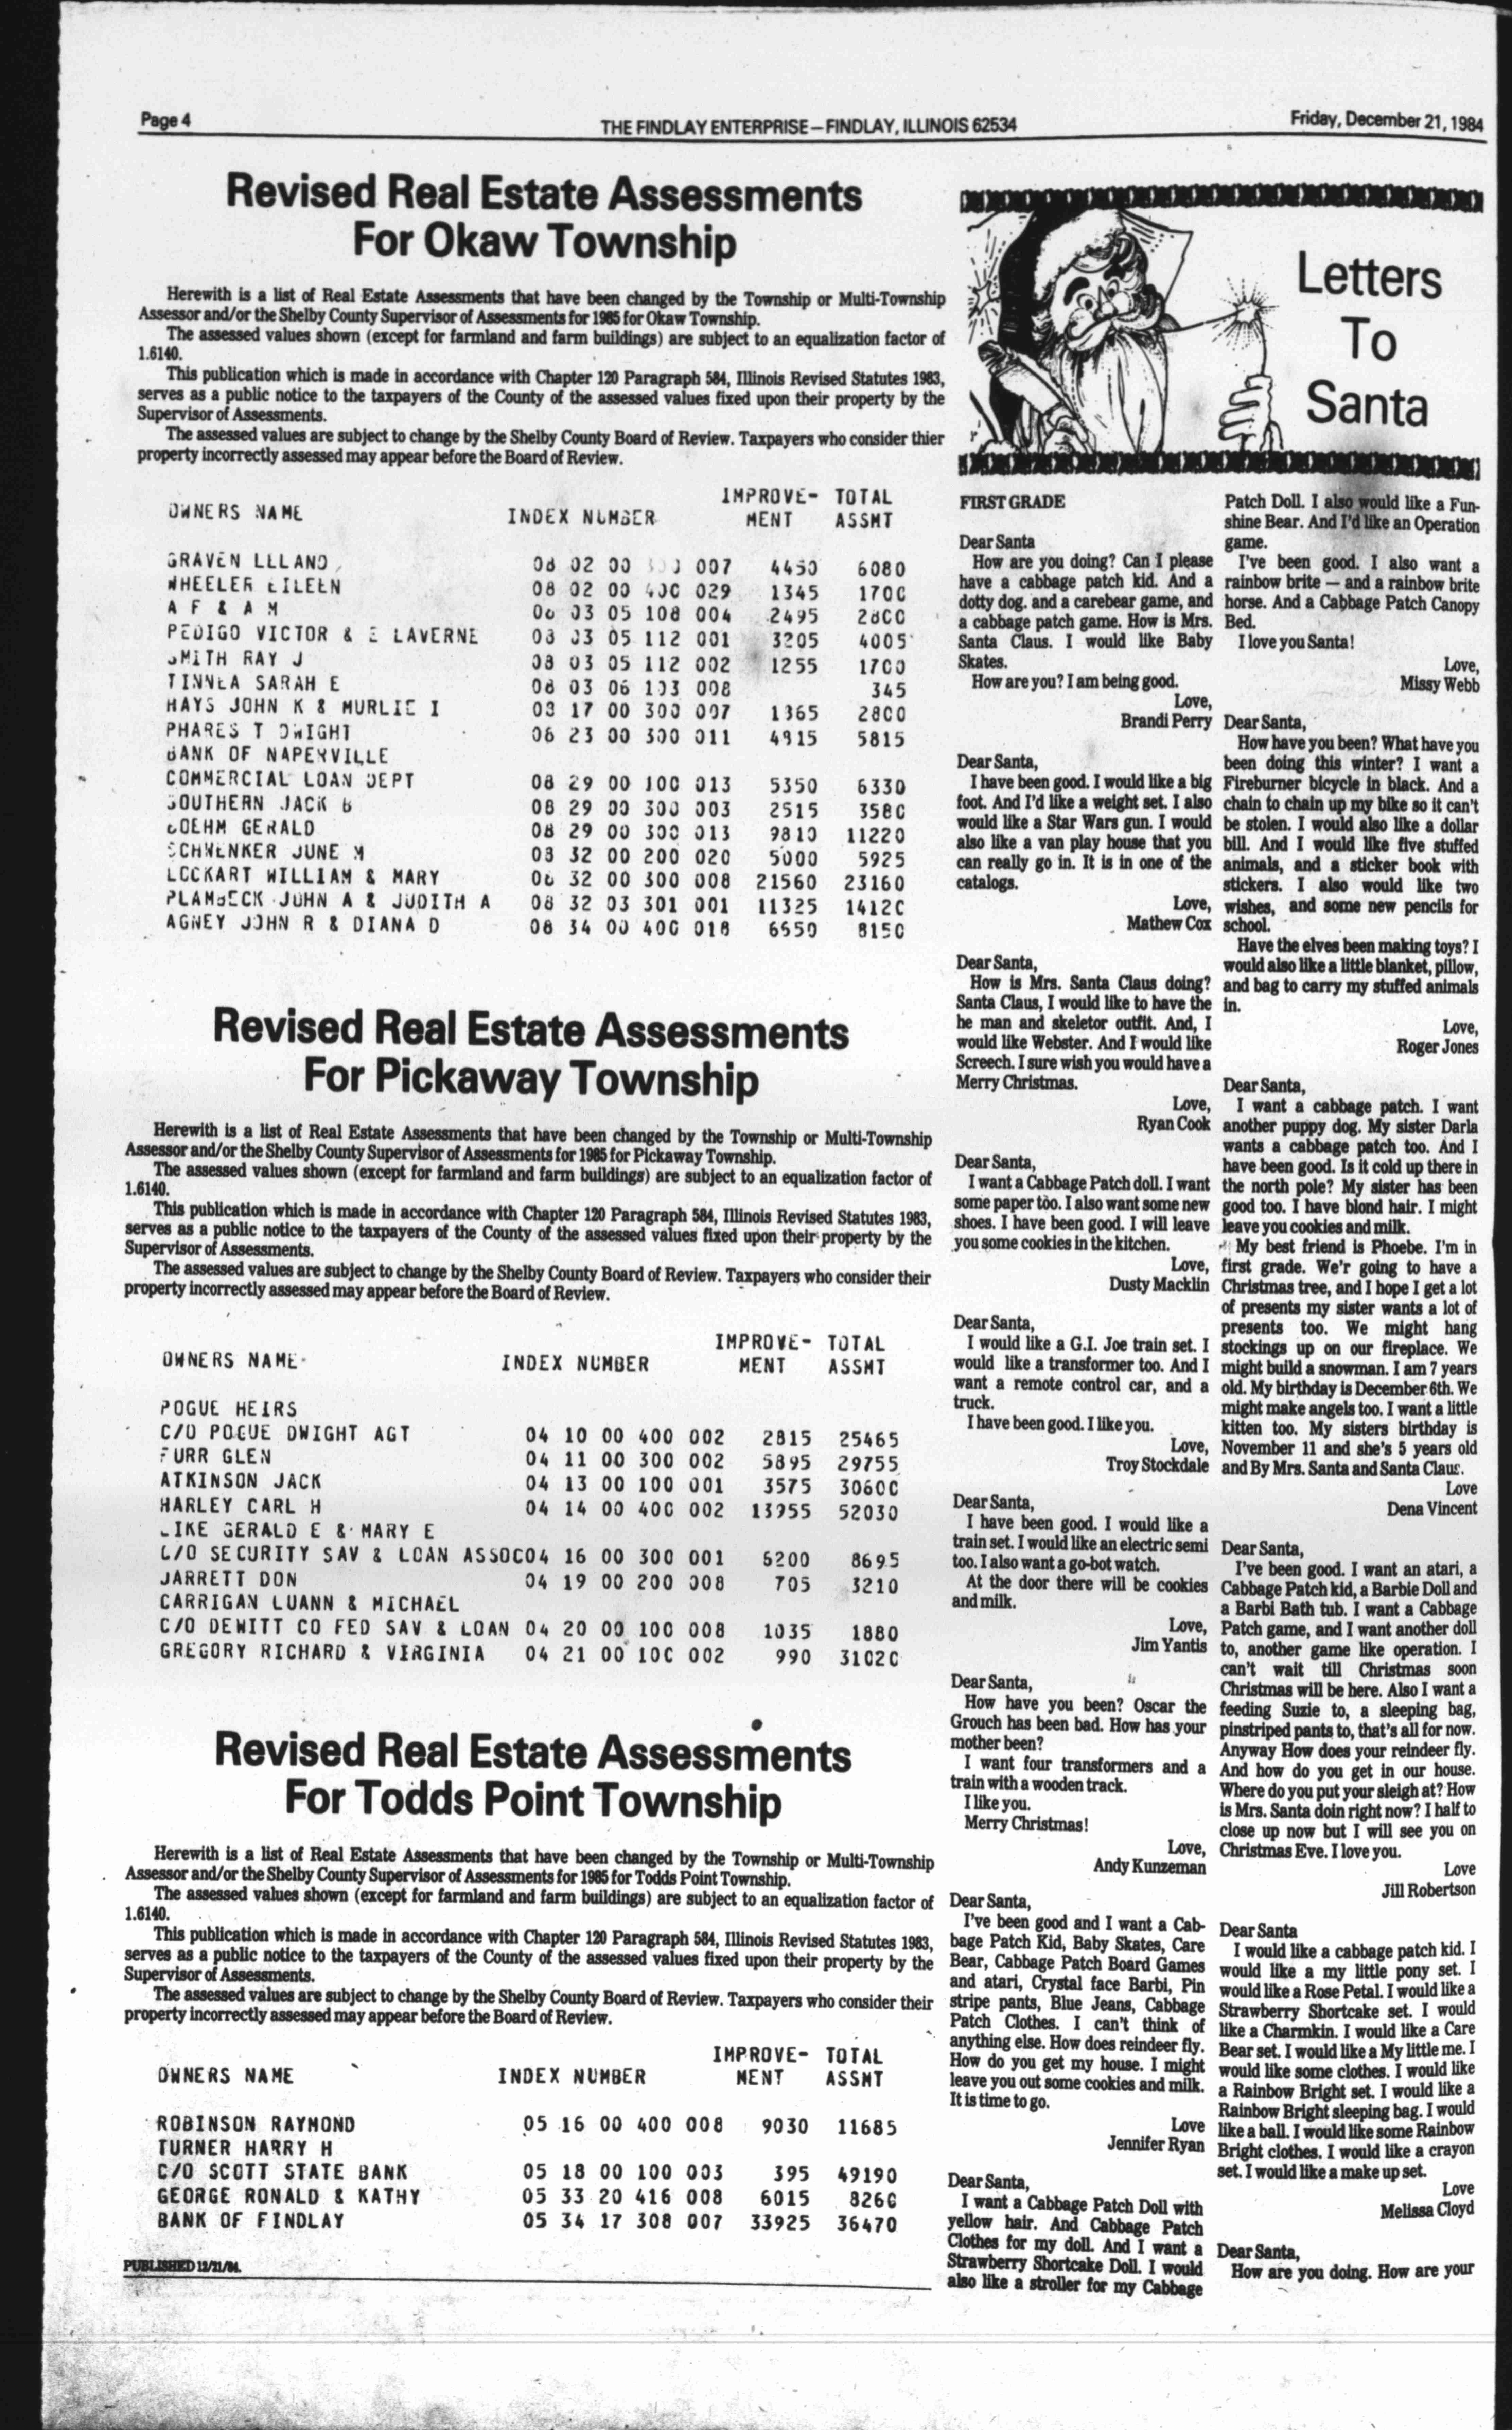 Page 4
THE FINDLAY ENTERPRISE—FINDLAY, ILLINOIS 62534
Friday, December 21, 1984
Revised Real Estate Assessments
For Okaw Township
Herewith is a list of Real Estate Assessments that have been changed by the Township or Multi-Township
Assessor and/or the Shelby County Supervisor of Assessments for 1985 for Okaw Township.
The assessed values shown (except for farmland and farm buildings) are subject to an equalization factor of
1.6140.
This publication which is made in accordance with Chapter 120 Paragraph 584, Illinois Revised Statutes 1983,
serves as a public notice to the taxpayers of the County of the assessed values fixed upon their property by the
Supervisor of Assessments.
The assessed values are subject to change by the Shelby County Board of Review. Taxpayers who consider thier
property incorrectly assessed may appear before the Board of Review.
IMPROVE- TOTAL
OWNERS NAME INDEX NUMBER MENT ASSMT
GRAVEN LLLAND 08 02 00 007 4450 6080
WHEELER EILEEN 08 02 00 400 029 1345 1700
A F & A M 08 03 05 108 004 2495 2800
PEDIGO VICTOR & E LAVERNE 08 03 05 112 001 3205 4005
SMITH RAY J 08 03 05 112 002 1255 1700
TINNEA SARAH E 08 03 06 103 008 345
HAYS JOHN K & MURLIE I 08 17 00 300 007 1365 2800
PHARES T DWIGHT 08 23 00 300 011 4915 5815
BANK OF NAPERVILLE
COMMERCIAL LOAN DEPT 08 29 00 100 013 5350 6330
SOUTHERN JACK B 08 29 00 300 003 2515 3580
BOEHM GERALD 08 29 00 300 013 9810 11220
SCHWENKER JUNE M 08 32 00 200 020 5000 5925
LOCKART WILLIAM & MARY 08 32 00 300 008 21560 23160
PLAMBECK JOHN A & JUDITH A 08 32 03 301 001 11325 14120
AGNEY JOHN R & DIANA D 08 34 00 400 018 6550 8150
Revised Real Estate Assessments
For Pickaway Township
Herewith is a list of Real Estate Assessments that have been changed by the Township or Multi-Township
Assessor and/or the Shelby County Supervisor of Assessments for 1985 for Pickaway Township.
The assessed values shown (except for farmland and farm buildings) are subject to an equalization factor of
1.6140.
This publication which is made in accordance with Chapter 120 Paragraph 584, Illinois Revised Statutes 1983,
serves as a public notice to the taxpayers of the County of the assessed values fixed upon their property by the
Supervisor of Assessments.
The assessed values are subject to change by the Shelby County Board of Review. Taxpayers who consider their
property incorrectly assessed may appear before the Board of Review.
IMPROVE- TOTAL
OWNERS NAME INDEX NUMBER MENT ASSMT
POGUE HEIRS
C/O POGUE DWIGHT AGT 04 10 00 400 002 2815 25465
FURR GLEN 04 11 00 300 002 5895 29755
ATKINSON JACK 04 13 00 100 001 3575 30600
HARLEY CARL H 04 14 00 400 002 13955 52030
LIKE GERALD E & MARY E
C/O SECURITY SAV & LOAN ASSOC04 16 00 300 001 6200 8695
JARRETT DON 04 19 00 200 008 705 3210
CARRIGAN LUANN & MICHAEL
C/O DEWITT CO FED SAV & LOAN 04 20 00 100 008 1035 1880
GREGORY RICHARD & VIRGINIA 04 21 00 100 002 990 31020
Revised Real Estate Assessments
For Todds Point Township
Herewith is a list of Real Estate Assessments that have been changed by the Township or Multi-Township
Assessor and/or the Shelby County Supervisor of Assessments for 1985 for Todds Point Township.
The assessed values shown (except for farmland and farm buildings) are subject to an equalization factor of
1.6140.
This publication which is made in accordance with Chapter 120 Paragraph 584, Illinois Revised Statutes 1983,
serves as a public notice to the taxpayers of the County of the assessed values fixed upon their property by the
Supervisor of Assessments.
The assessed values are subject to change by the Shelby County Board of Review. Taxpayers who consider their
property incorrectly assessed may appear before the Board of Review.
IMPROVE- TOTAL
OWNERS NAME INDEX NUMBER MENT ASSMT
ROBINSON RAYMOND 05 16 00 400 008 9030 11685
TURNER HARRY H
C/O SCOTT STATE BANK 05 18 00 100 003 395 49190
GEORGE RONALD & KATHY 05 33 20 416 008 6015 8260
BANK OF FINDLAY 05 34 17 308 007 33925 36470
PUBLISHED 12/21/84.
Letters
To
Santa
FIRST GRADE
Dear Santa
How are you doing? Can I please
have a cabbage patch kid. And a
dotty dog. and a carebear game, and
a cabbage patch game. How is Mrs.
Santa Claus. I would like Baby
Skates.
How are you? I am being good.
Love,
Brandi Perry
Dear Santa,
I have been good. I would like a big
foot. And I'd like a weight set. I also
would like a Star Wars gun. I would
also like a van play house that you
can really go in. It is in one of the
catalogs.
Love,
Mathew Cox
Dear Santa,
How is Mrs. Santa Claus doing?
Santa Claus, I would like to have the
he man and skeletor outfit. And, I
would like Webster. And I would like
Screech. I sure wish you would have a
Merry Christmas.
Love,
Ryan Cook
Dear Santa,
I want a Cabbage Patch doll. I want
some paper too. I also want some new
shoes. I have been good. I will leave
you some cookies in the kitchen.
Love,
Dusty Macklin
Dear Santa,
I would like a G.I. Joe train set. I
would like a transformer too. And I
want a remote control car, and a
truck.
I have been good. I like you.
Love,
Troy Stockdale
Dear Santa,
I have been good. I would like a
train set. I would like an electric semi
too. I also want a go-bot watch.
At the door there will be cookies
and milk.
Love,
Jim Yantis
Dear Santa,
How have you been? Oscar the
Grouch has been bad. How has your
mother been?
I want four transformers and a
train with a wooden track.
I like you.
Merry Christmas!
Love,
Andy Kunzeman
Dear Santa,
I've been good and I want a Cab-
bage Patch Kid, Baby Skates, Care
Bear, Cabbage Patch Board Games
and atari, Crystal face Barbi, Pin
stripe pants, Blue Jeans, Cabbage
Patch Clothes. I can't think of
anything else. How does reindeer fly.
How do you get my house. I might
leave you out some cookies and milk.
It is time to go.
Love
Jennifer Ryan
Dear Santa,
I want a Cabbage Patch Doll with
yellow hair. And Cabbage Patch
Clothes for my doll. And I want a
Strawberry Shortcake Doll. I would
also like a stroller for my Cabbage
Patch Doll. I also would like a Fun-
shine Bear. And I'd like an Operation
game.
I've been good. I also want a
rainbow brite — and a rainbow brite
horse. And a Cabbage Patch Canopy
Bed.
I love you Santa!
Love,
Missy Webb
Dear Santa,
How have you been? What have you
been doing this winter? I want a
Fireburner bicycle in black. And a
chain to chain up my bike so it can't
be stolen. I would also like a dollar
bill. And I would like five stuffed
animals, and a sticker book with
stickers. I also would like two
wishes, and some new pencils for
school.
Have the elves been making toys? I
would also like a little blanket, pillow,
and bag to carry my stuffed animals
in.
Love,
Roger Jones
Dear Santa,
I want a cabbage patch. I want
another puppy dog. My sister Darla
wants a cabbage patch too. And I
have been good. Is it cold up there in
the north pole? My sister has been
good too. I have blond hair. I might
leave you cookies and milk.
My best friend is Phoebe. I'm in
first grade. We'r going to have a
Christmas tree, and I hope I get a lot
of presents my sister wants a lot of
presents too. We might hang
stockings up on our fireplace. We
might build a snowman. I am 7 years
old. My birthday is December 6th. We
might make angels too. I want a little
kitten too. My sisters birthday is
November 11 and she's 5 years old
and By Mrs. Santa and Santa Claus.
Love
Dena Vincent
Dear Santa,
I've been good. I want an atari, a
Cabbage Patch kid, a Barbie Doll and
a Barbi Bath tub. I want a Cabbage
Patch game, and I want another doll
to, another game like operation. I
can't wait till Christmas soon
Christmas will be here. Also I want a
feeding Suzie to, a sleeping bag,
pinstriped pants to, that's all for now.
Anyway How does your reindeer fly.
And how do you get in our house.
Where do you put your sleigh at? How
is Mrs. Santa doin right now? I half to
close up now but I will see you on
Christmas Eve. I love you.
Love
Jill Robertson
Dear Santa
I would like a cabbage patch kid. I
would like a my little pony set. I
would like a Rose Petal. I would like a
Strawberry Shortcake set. I would
like a Charmkin. I would like a Care
Bear set. I would like a My little me. I
would like some clothes. I would like
a Rainbow Bright set. I would like a
Rainbow Bright sleeping bag. I would
like a ball. I would like some Rainbow
Bright clothes. I would like a crayon
set. I would like a make up set.
Love
Melissa Cloyd
Dear Santa,
How are you doing. How are your